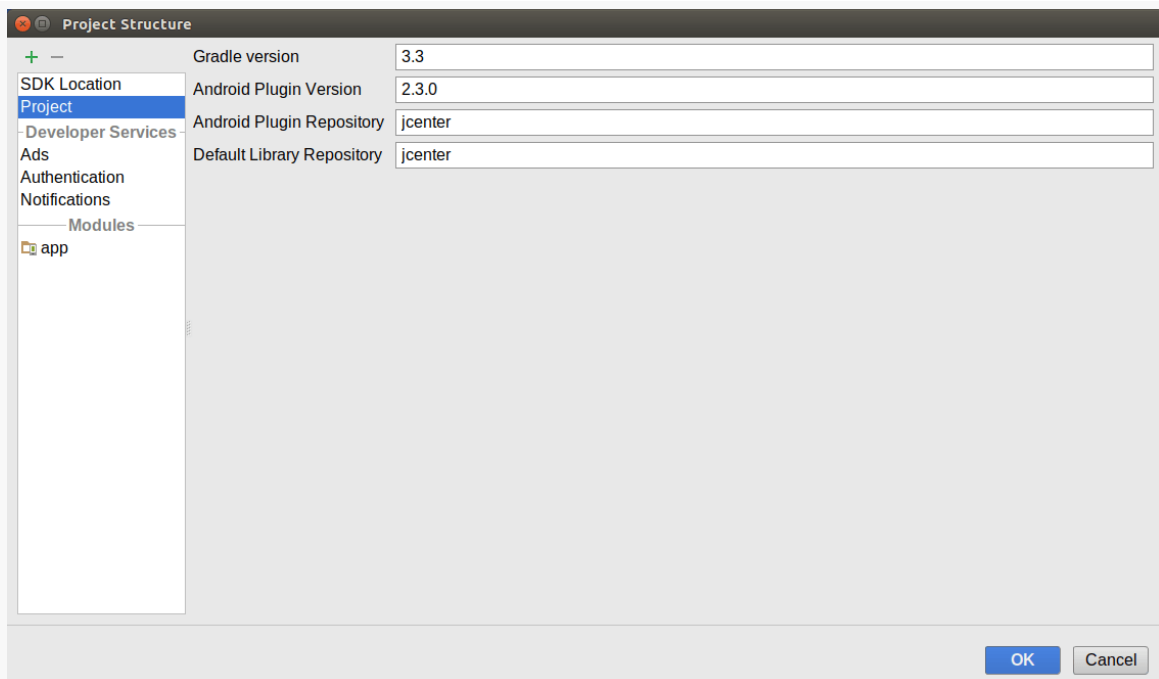 Project Structure
SDK Location
Project
Developer Services
Ads
Authentication
Notifications
Modules
app
Gradle version 3.3
Android Plugin Version 2.3.0
Android Plugin Repository jcenter
Default Library Repository jcenter
OK Cancel